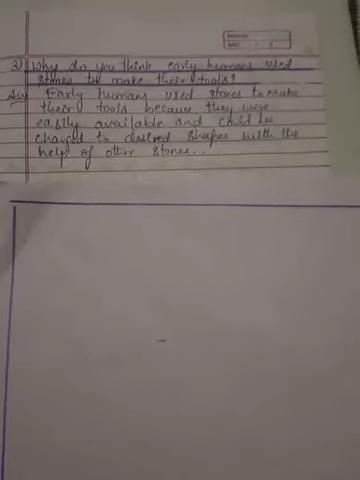 3) Why do you think early humans used
stones to make their tools?
Ans Early humans used stones to make
their tools because they were
easily available and could be
changed to desired shapes with the
help of other stones..